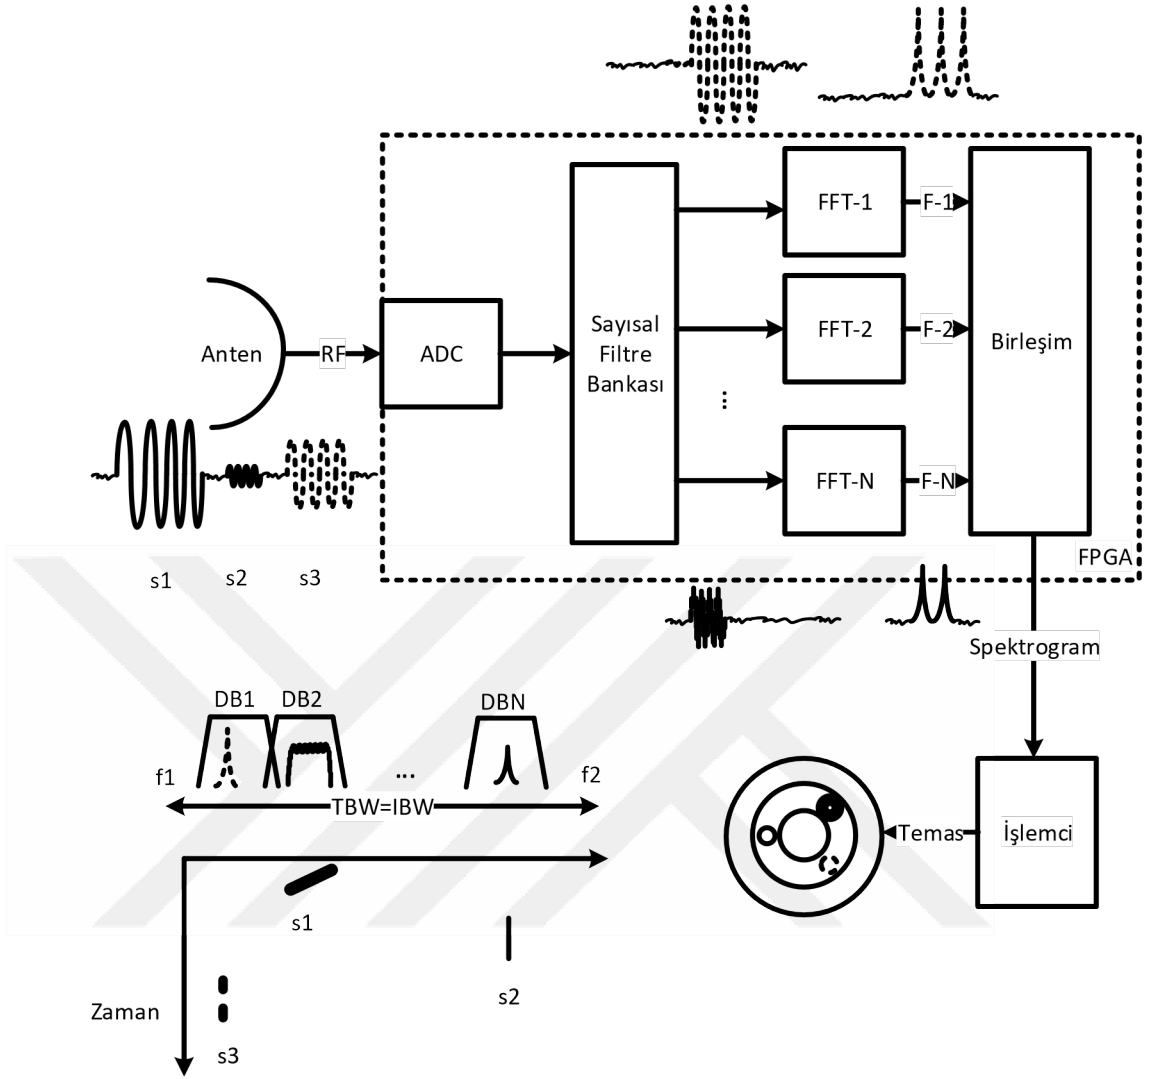 FFT-1
F-1
FFT-2
F-2
FFT-N
F-N
Birleşim
Sayısal
Filtre
Bankası
...
ADC
RF
Anten
FPGA
s1
s2
s3
Spektrogram
DB1
DB2
DBN
f1
...
f2
TBW=IBW
Temas
İşlemci
s1
s2
Zaman
s3